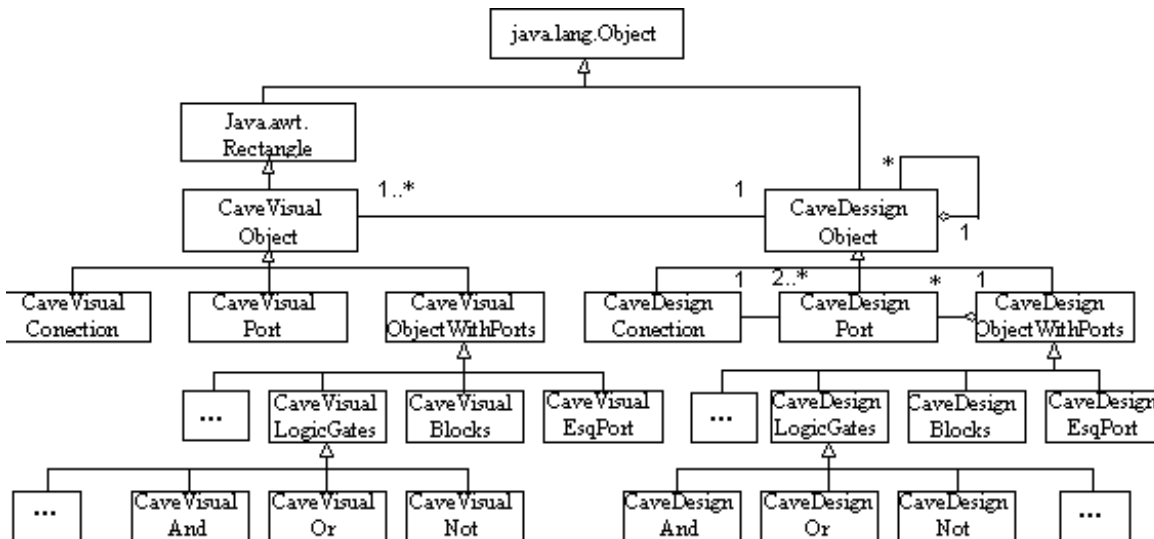 java.lang.Object
Java.awt.
Rectangle
1..*
1
*
1
CaveVisual
Object
CaveDessign
Object
1
2..*
*
1
CaveVisual
Conection
CaveVisual
Port
CaveVisual
ObjectWithPorts
CaveDesign
Conection
CaveDesign
Port
CaveDesign
ObjectWithPorts
...
CaveVisual
LogicGates
CaveVisual
Blocks
CaveVisual
EsqPort
...
CaveDesign
LogicGates
CaveDesign
Blocks
CaveDesign
EsqPort
...
CaveVisual
And
CaveVisual
Or
CaveVisual
Not
CaveDesign
And
CaveDesign
Or
CaveDesign
Not
...